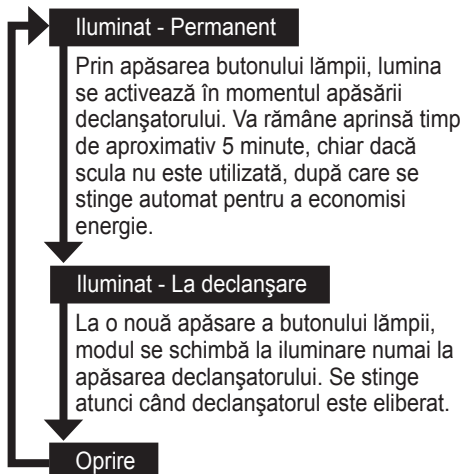 Iluminat - Permanent
Prin apăsarea butonului lămpii, lumina
se activează în momentul apăsării
declanşatorului. Va rămâne aprinsă timp
de aproximativ 5 minute, chiar dacă
scula nu este utilizată, după care se
stinge automat pentru a economisi
energie.
Iluminat - La declanşare
La o nouă apăsare a butonului lămpii,
modul se schimbă la iluminare numai la
apăsarea declanşatorului. Se stinge
atunci când declanşatorul este eliberat.
Oprire